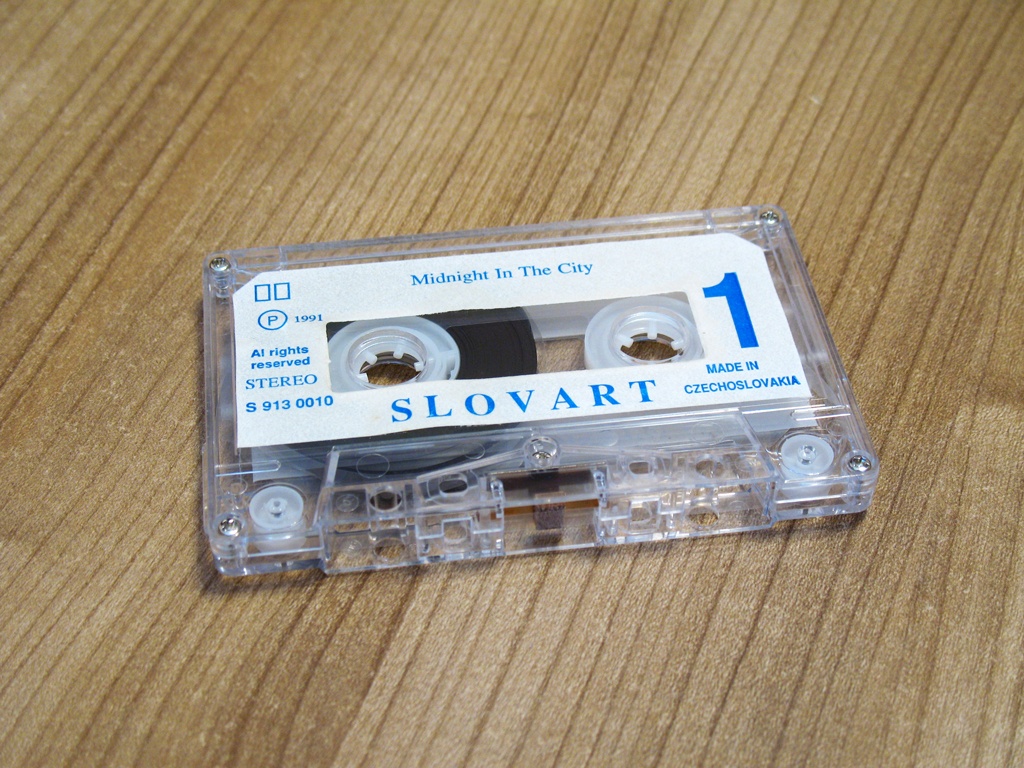 Midnight In The City
P 1991
Al rights
reserved
STEREO
S 913 0010
SLOVART
1
MADE IN
CZECHOSLOVAKIA